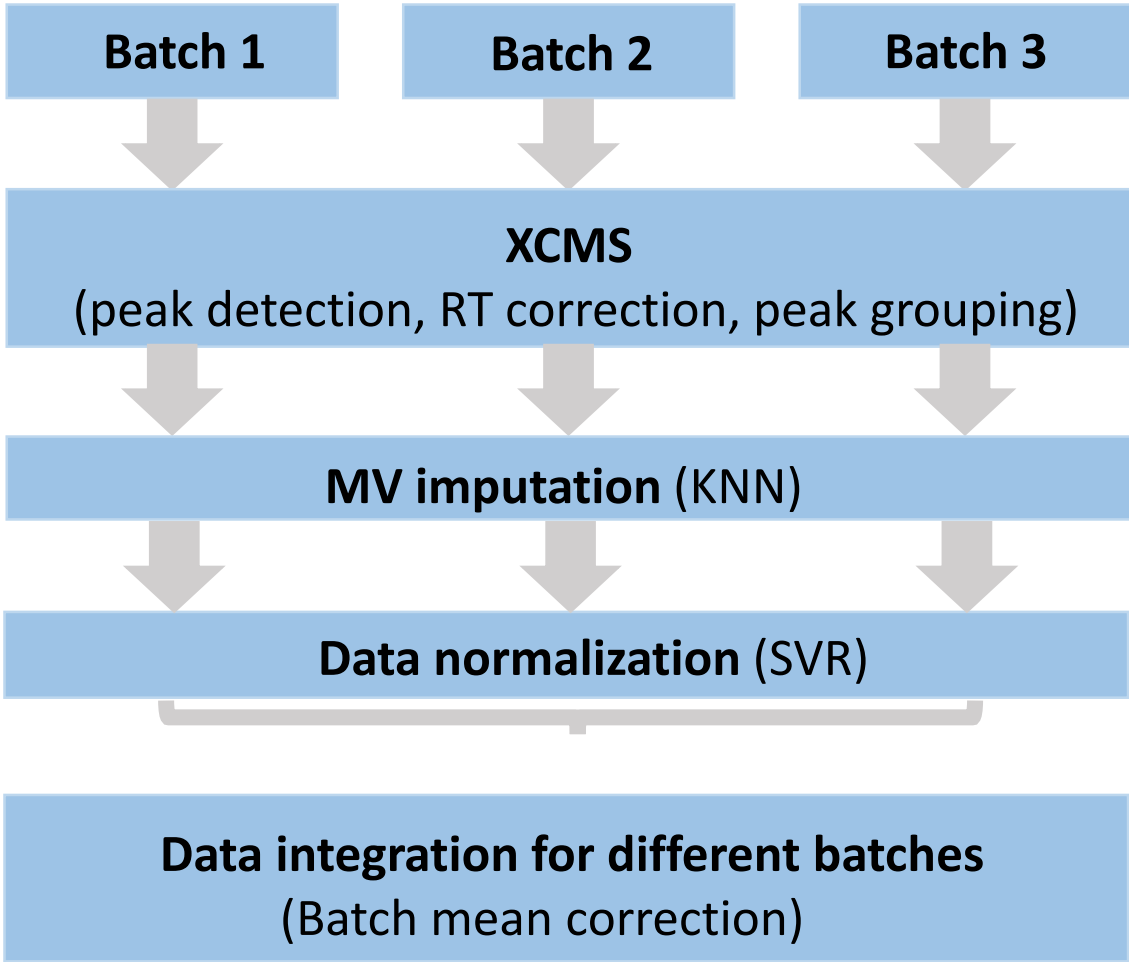 Batch 1
Batch 2
Batch 3
XCMS
(peak detection, RT correction, peak grouping)
MV imputation (KNN)
Data normalization (SVR)
Data integration for different batches
(Batch mean correction)